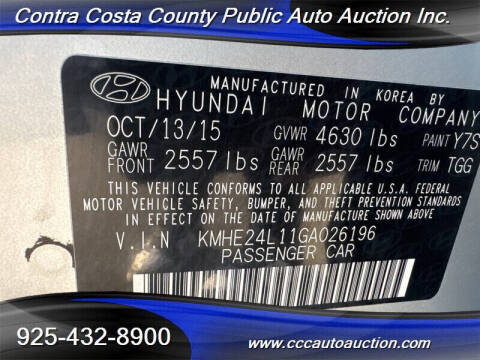 Contra Costa County Public Auto Auction Inc.
MANUFACTURED IN KOREA BY
HYUNDAI MOTOR COMPANY
OCT/13/15 GVWR 4630 lbs PAINT Y7S
GAWR FRONT 2557 lbs GAWR REAR 2557 lbs TRIM TGG
THIS VEHICLE CONFORMS TO ALL APPLICABLE U.S.A. FEDERAL
MOTOR VEHICLE SAFETY, BUMPER, AND THEFT PREVENTION STANDARDS
IN EFFECT ON THE DATE OF MANUFACTURE SHOWN ABOVE.
V.I.N KMHE24L11GA026196
PASSENGER CAR
925-432-8900
www.cccautoauction.com